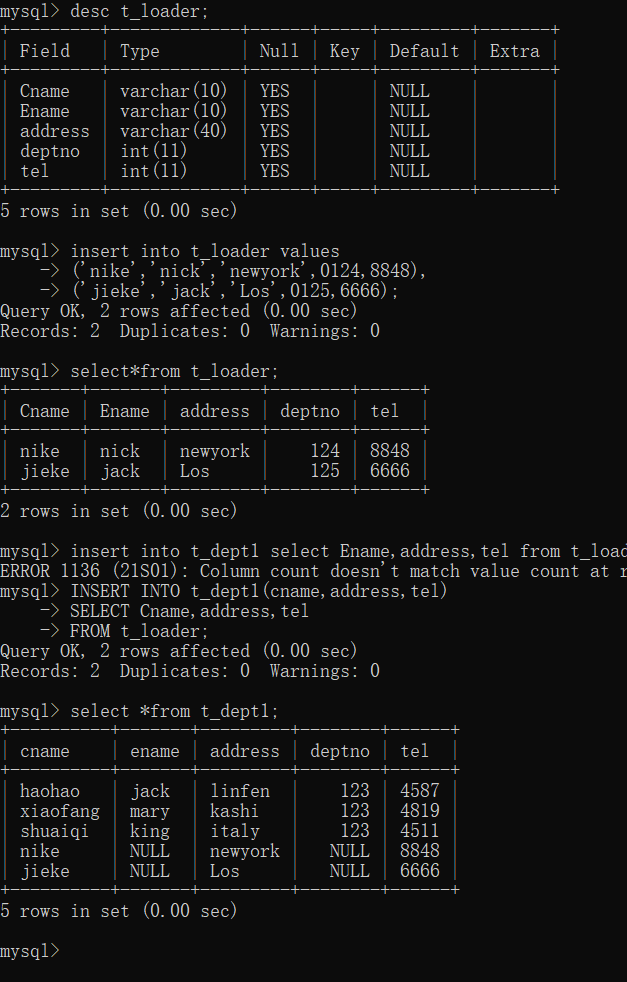 mysql> desc t_loader;
+---------+-------------+------+-----+---------+-------+
| Field   | Type        | Null | Key | Default | Extra |
+---------+-------------+------+-----+---------+-------+
| Cname   | varchar(10) | YES  |     | NULL    |       |
| Ename   | varchar(10) | YES  |     | NULL    |       |
| address | varchar(40) | YES  |     | NULL    |       |
| deptno  | int(11)     | YES  |     | NULL    |       |
| tel     | int(11)     | YES  |     | NULL    |       |
+---------+-------------+------+-----+---------+-------+
5 rows in set (0.00 sec)
mysql> insert into t_loader values
    -> ('nike','nick','newyork',0124,8848),
    -> ('jieke','jack','Los',0125,6666);
Query OK, 2 rows affected (0.00 sec)
Records: 2  Duplicates: 0  Warnings: 0
mysql> select*from t_loader;
+-------+-------+---------+--------+------+
| Cname | Ename | address | deptno | tel  |
+-------+-------+---------+--------+------+
| nike  | nick  | newyork |    124 | 8848 |
| jieke | jack  | Los     |    125 | 6666 |
+-------+-------+---------+--------+------+
2 rows in set (0.00 sec)
mysql> insert into t_dept1 select Ename,address,tel from t_load
ERROR 1136 (21S01): Column count doesn't match value count at r
mysql> INSERT INTO t_dept1(cname,address,tel)
    -> SELECT Cname,address,tel
    -> FROM t_loader;
Query OK, 2 rows affected (0.00 sec)
Records: 2  Duplicates: 0  Warnings: 0
mysql> select *from t_dept1;
+----------+-------+---------+--------+------+
| cname    | ename | address | deptno | tel  |
+----------+-------+---------+--------+------+
| haohao   | jack  | linfen  |    123 | 4587 |
| xiaofang | mary  | kashi   |    123 | 4819 |
| shuaiqi  | king  | italy   |    123 | 4511 |
| nike     | NULL  | newyork |   NULL | 8848 |
| jieke    | NULL  | Los     |   NULL | 6666 |
+----------+-------+---------+--------+------+
5 rows in set (0.00 sec)
mysql>